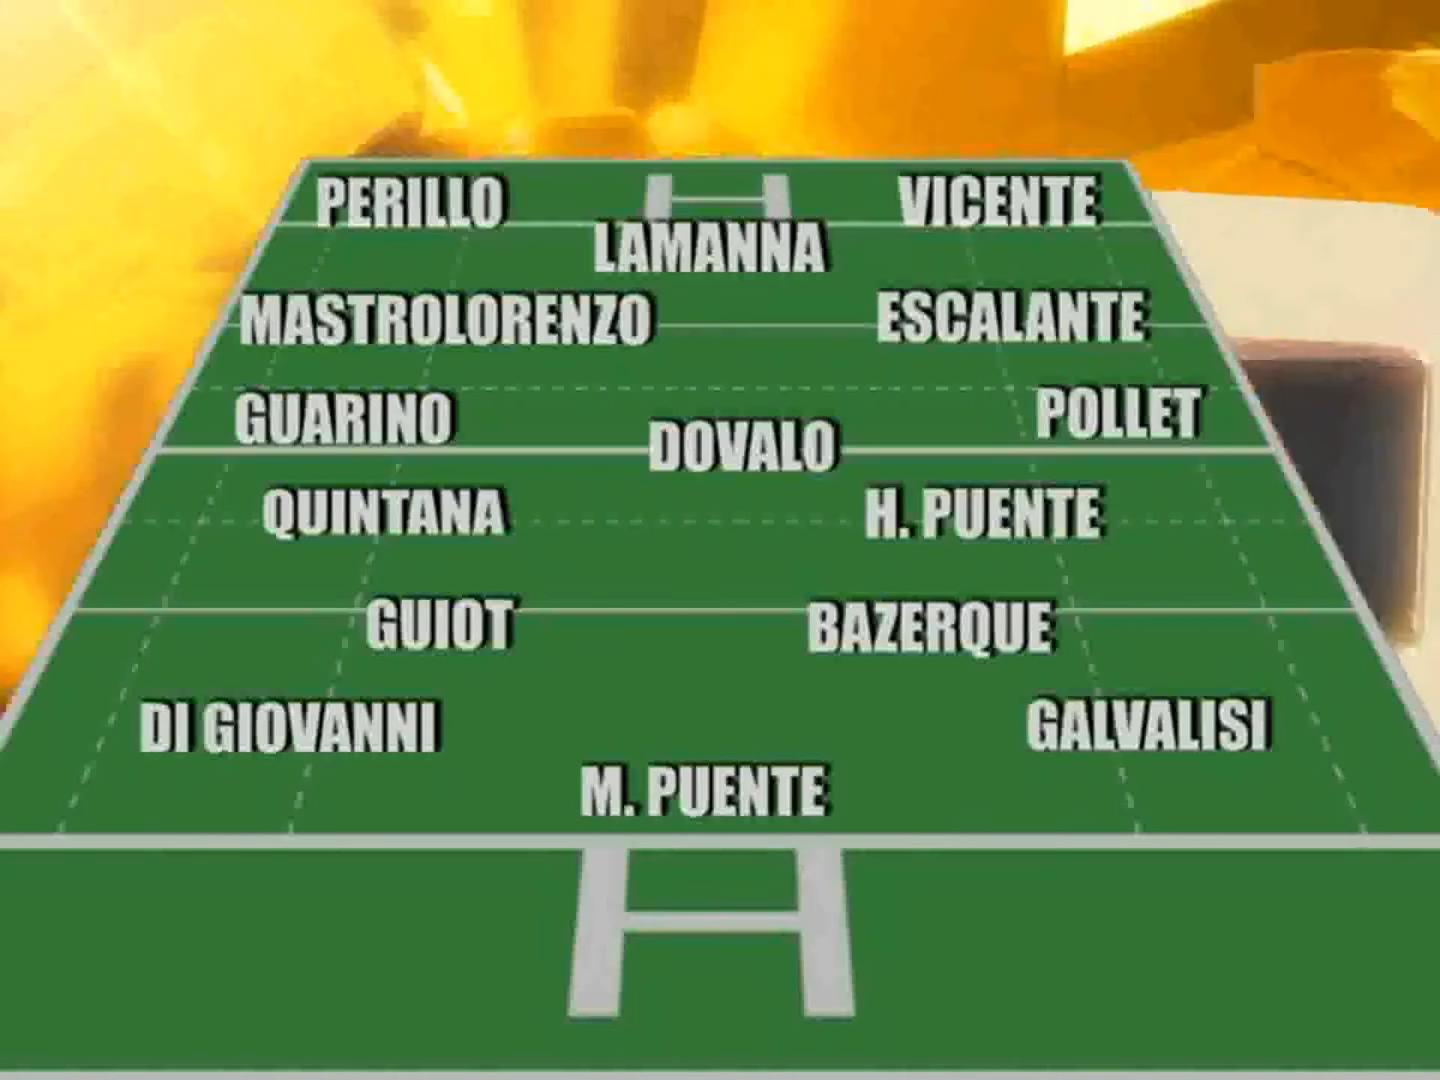 PERILLO VICENTE
LAMANNA
MASTROLORENZO ESCALANTE
GUARINO POLLET
DOVALO
QUINTANA H. PUENTE
GUIOT BAZERQUE
DI GIOVANNI GALVALISI
M. PUENTE